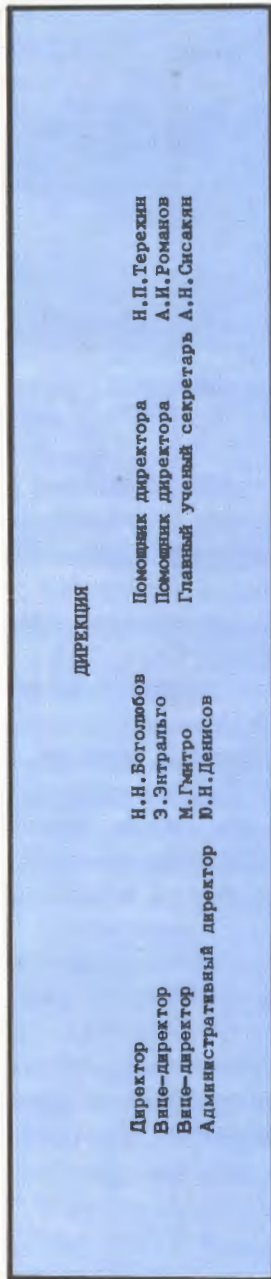 ДИРЕКЦИЯ
Директор Н.Н.Боголюбов Помощник директора Н.П.Терехин
Вице-директор Э.Энтральго Помощник директора А.И.Романов
Вице-директор М.Гмитро Главный ученый секретарь А.Н.Сисакян
Административный директор Ю.Н.Денисов